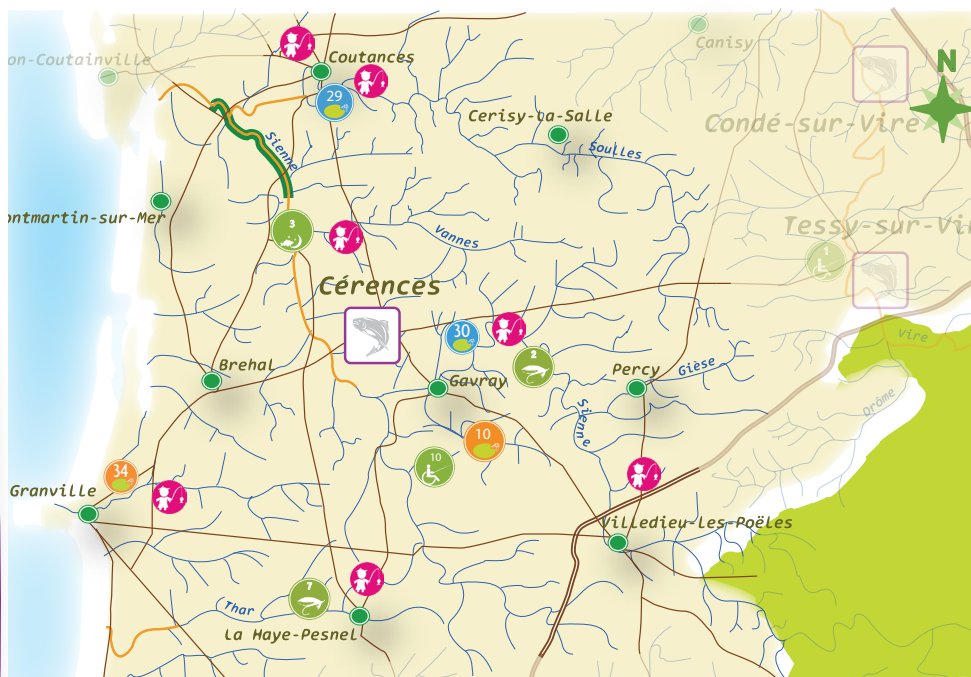 Coutances
on-Coutainville
Canisy
N
29
Cerisy-la-Salle
Condé-sur-Vire
Sienne
Soulles
ontmartin-sur-Mer
3
Vannes
Tessy-sur-Vi
1
Cérences
30
Vire
2
Brehal
Gavray
Percy
Gièse
Sienne
Drôme
10
10
34
Granville
Villedieu-les-Poëles
7
Thar
la Haye-Pesnel